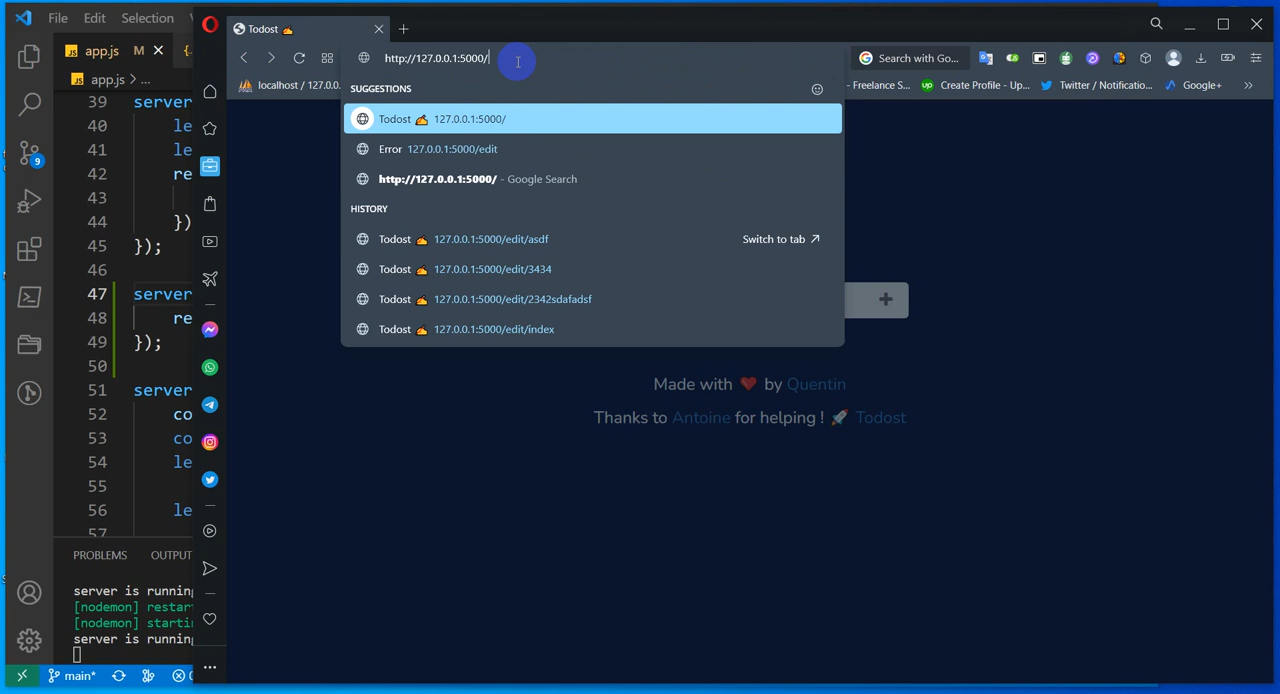 File Edit Selection
Todost ✍
app.js M
app.js > ...
http://127.0.0.1:5000/
Search with Go...
localhost / 127.0.0.
- Freelance S...
Create Profile - Up...
Twitter / Notificatio...
Google+
SUGGESTIONS
Todost ✍ 127.0.0.1:5000/
Error 127.0.0.1:5000/edit
http://127.0.0.1:5000/ - Google Search
HISTORY
Todost ✍ 127.0.0.1:5000/edit/asdf Switch to tab
Todost ✍ 127.0.0.1:5000/edit/3434
Todost ✍ 127.0.0.1:5000/edit/2342sdafadsf
Todost ✍ 127.0.0.1:5000/edit/index
39 server
40 le
41 le
42 re
43
44 })
45 });
46
47 server
48 re
49 });
50
51 server
52 co
53 co
54 le
55
56 le
57
Made with ❤ by Quentin
Thanks to Antoine for helping ! 🚀 Todost
PROBLEMS OUTPUT
server is running
[nodemon] restar
[nodemon] starti
server is running
9
main*